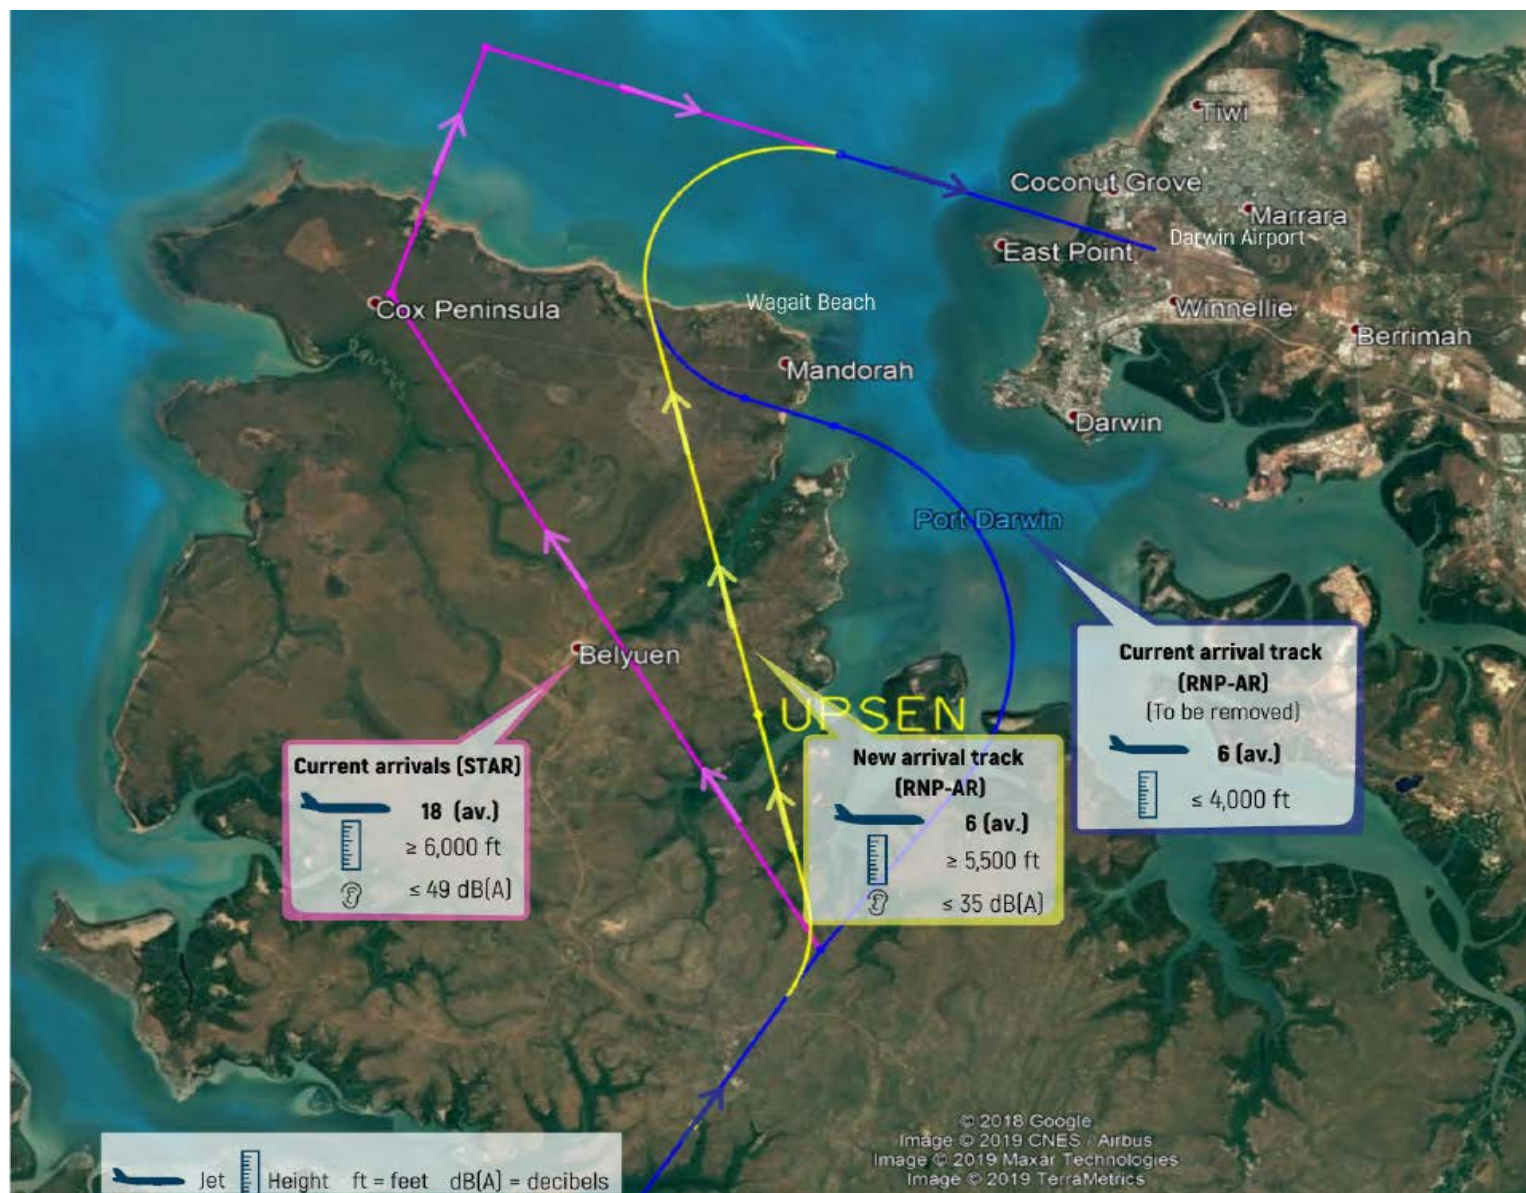 Tiwi
Coconut Grove
Marrara
Darwin Airport
East Point
Wagait Beach
Cox Peninsula
Winnellie
Berrimah
Mandorah
Darwin
Port Darwin
Belyuen
UPSEN
Current arrival track
(RNP-AR)
(To be removed)
6 (av.)
≤ 4,000 ft
Current arrivals (STAR)
18 (av.)
≥ 6,000 ft
≤ 49 dB(A)
New arrival track
(RNP-AR)
6 (av.)
≥ 5,500 ft
≤ 35 dB(A)
© 2018 Google
Image © 2019 CNES / Airbus
Image © 2019 Maxar Technologies
Image © 2019 TerraMetrics
Jet Height ft = feet dB(A) = decibels